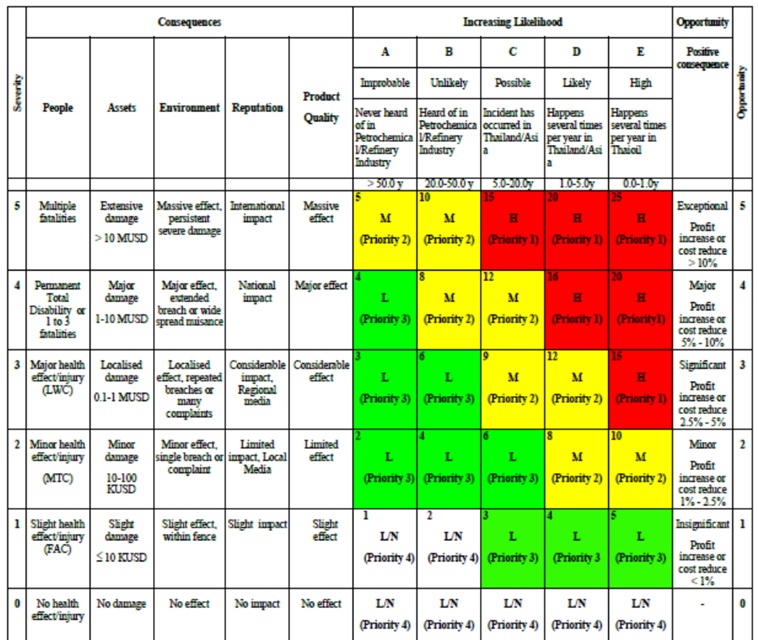 Consequences Increasing Likelihood Opportunity
Severity
People
Assets
Environment
Reputation
Product
Quality
A B C D E
Improbable Unlikely Possible Likely High
Never heard
of in
Petrochemica
l/Refinery
Industry
Heard of in
Petrochemica
l/Refinery
Industry
Incident has
occurred in
Thailand/Asi
a
Happens
several times
per year in
Thailand/Asi
a
Happens
several times
per year in
Thaioil
> 50.0 y 20.0-50.0 y 5.0-20.0y 1.0-5.0y 0.0-1.0y
Positive
consequence
Opportunity
5
Multiple
fatalities
Extensive
damage
> 10 MUSD
Massive effect,
persistent
severe damage
International
impact
Massive
effect
5 10 15 20 25
M M H H H
(Priority 2) (Priority 2) (Priority 1) (Priority 1) (Priority 1)
Exceptional
Profit
increase or
cost reduce
> 10%
5
4
Permanent
Total
Disability or
1 to 3
fatalities
Major
damage
1-10 MUSD
Major effect,
extended
breach or wide
spread nuisance
National
impact
Major effect
4 8 12 16 20
L M M H H
(Priority 3) (Priority 2) (Priority 2) (Priority 1) (Priority1)
Major
Profit
increase or
cost reduce
5% - 10%
4
3
Major health
effect/injury
(LWC)
Localised
damage
0.1-1 MUSD
Localised
effect, repeated
breaches or
many
complaints
Considerable
impact,
Regional
media
Considerable
effect
3 6 9 12 15
L L M M H
(Priority 3) (Priority 3) (Priority 2) (Priority 2) (Priority 1)
Significant
Profit
increase or
cost reduce
2.5% - 5%
3
2
Minor health
effect/injury
(MTC)
Minor
damage
10-100
KUSD
Minor effect,
single breach or
complaint
Limited
impact, Local
Media
Limited
effect
2 4 6 8 10
L L L M M
(Priority 3) (Priority 3) (Priority 3) (Priority 2) (Priority 2)
Minor
Profit
increase or
cost reduce
1% - 2.5%
2
1
Slight health
effect/injury
(FAC)
Slight
damage
≤ 10 KUSD
Slight effect,
within fence
Slight impact
Slight
effect
1 2 3 4 5
L/N L/N L L L
(Priority 4) (Priority 4) (Priority 3) (Priority 3 (Priority 3)
Insignificant
Profit
increase or
cost reduce
< 1%
1
0
No health
effect/injury
No damage
No effect
No impact
No effect
L/N L/N L/N L/N L/N
(Priority 4) (Priority 4) (Priority 4) (Priority 4) (Priority 4)
-
0